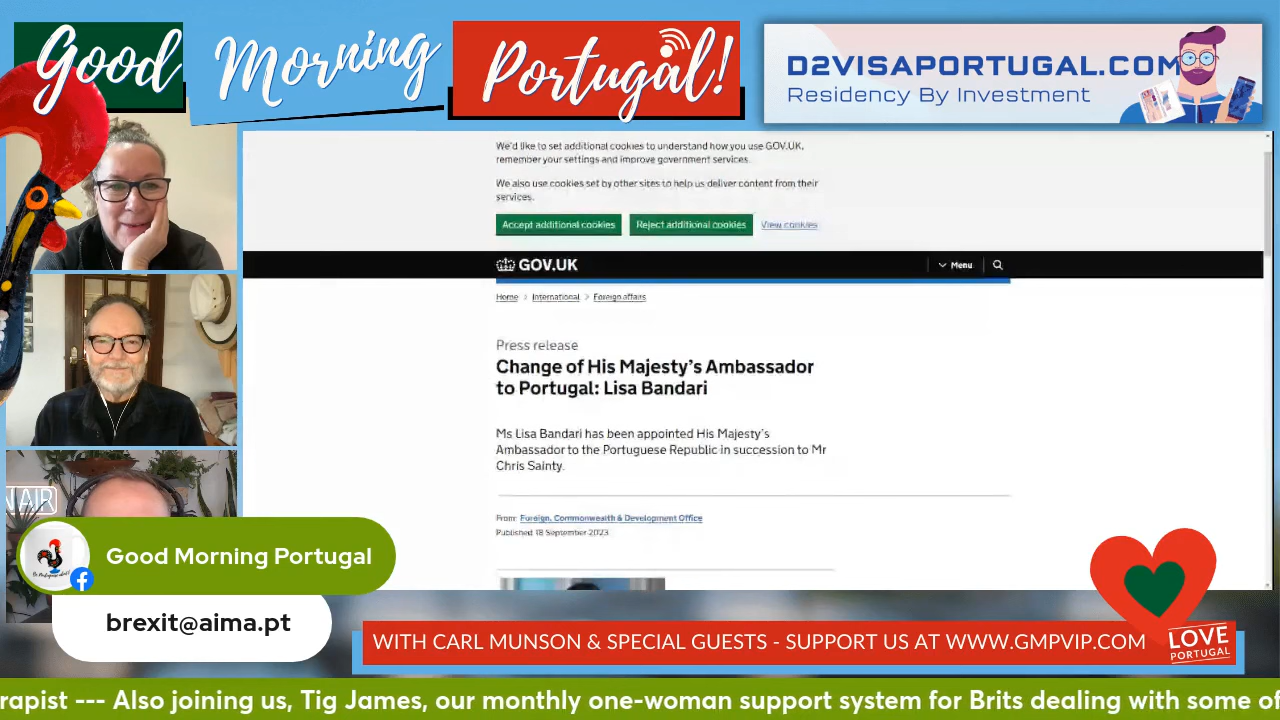 Good Morning Portugal!
D2VISAPORTUGAL.COM
Residency By Investment
We'd like to set additional cookies to understand how you use GOV.UK,
remember your settings and improve government services.
We also use cookies set by other sites to help us deliver content from their
services.
Accept additional cookies Reject additional cookies View cookies
GOV.UK Menu
Home > International > Foreign affairs
Press release
Change of His Majesty's Ambassador
to Portugal: Lisa Bandari
Ms Lisa Bandari has been appointed His Majesty's
Ambassador to the Portuguese Republic in succession to Mr
Chris Sainty.
From: Foreign, Commonwealth & Development Office
Published 18 September 2023
N AIR
Good Morning Portugal
brexit@aima.pt
WITH CARL MUNSON & SPECIAL GUESTS - SUPPORT US AT WWW.GMPVIP.COM
LOVE
PORTUGAL
rapist --- Also joining us, Tig James, our monthly one-woman support system for Brits dealing with some of